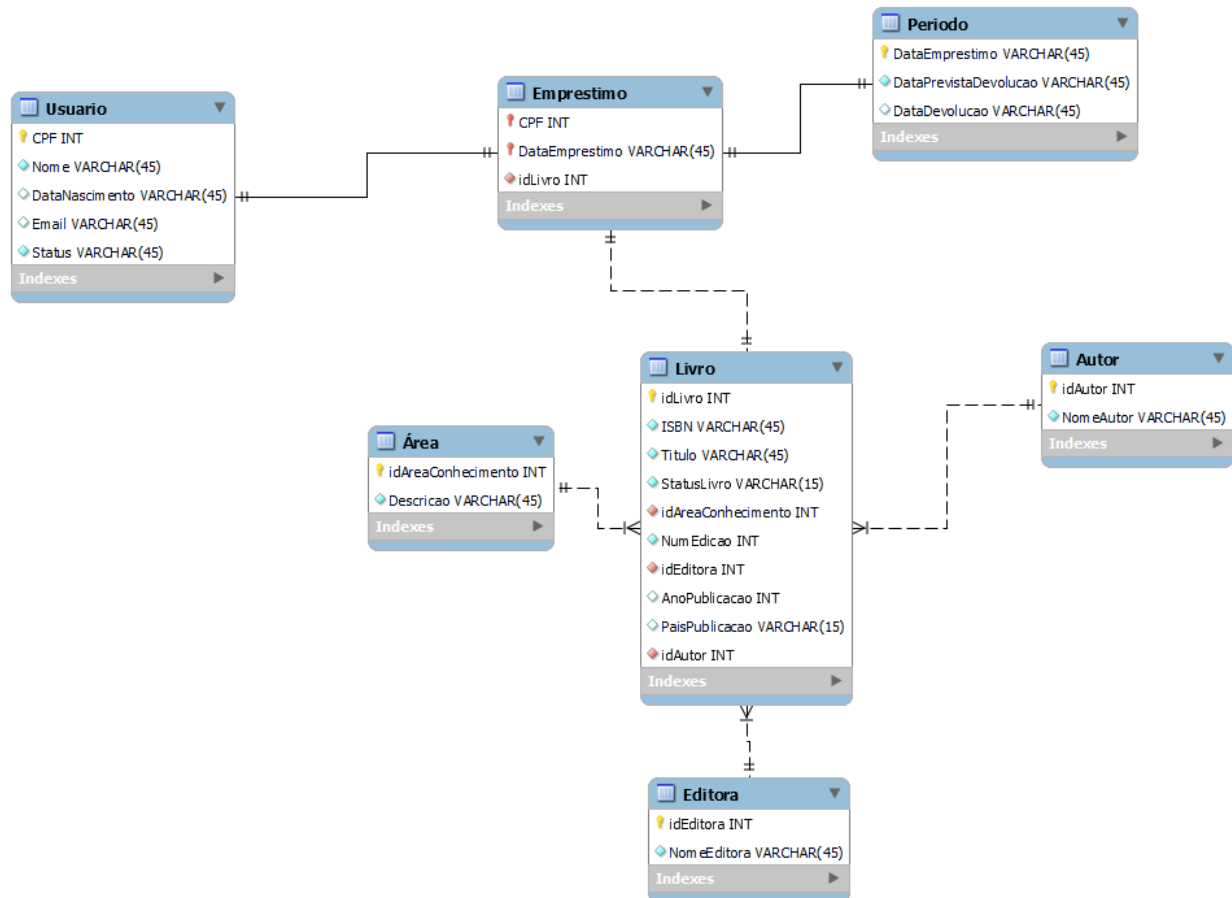 Usuario
CPF INT
Nome VARCHAR(45)
DataNascimento VARCHAR(45)
Email VARCHAR(45)
Status VARCHAR(45)
Indexes
Emprestimo
CPF INT
DataEmprestimo VARCHAR(45)
idLivro INT
Indexes
Periodo
DataEmprestimo VARCHAR(45)
DataPrevistaDevolucao VARCHAR(45)
DataDevolucao VARCHAR(45)
Indexes
Área
idAreaConhecimento INT
Descricao VARCHAR(45)
Indexes
Livro
idLivro INT
ISBN VARCHAR(45)
Titulo VARCHAR(45)
StatusLivro VARCHAR(15)
idAreaConhecimento INT
NumEdicao INT
idEditora INT
AnoPublicacao INT
PaisPublicacao VARCHAR(15)
idAutor INT
Indexes
Autor
idAutor INT
NomeAutor VARCHAR(45)
Indexes
Editora
idEditora INT
NomeEditora VARCHAR(45)
Indexes